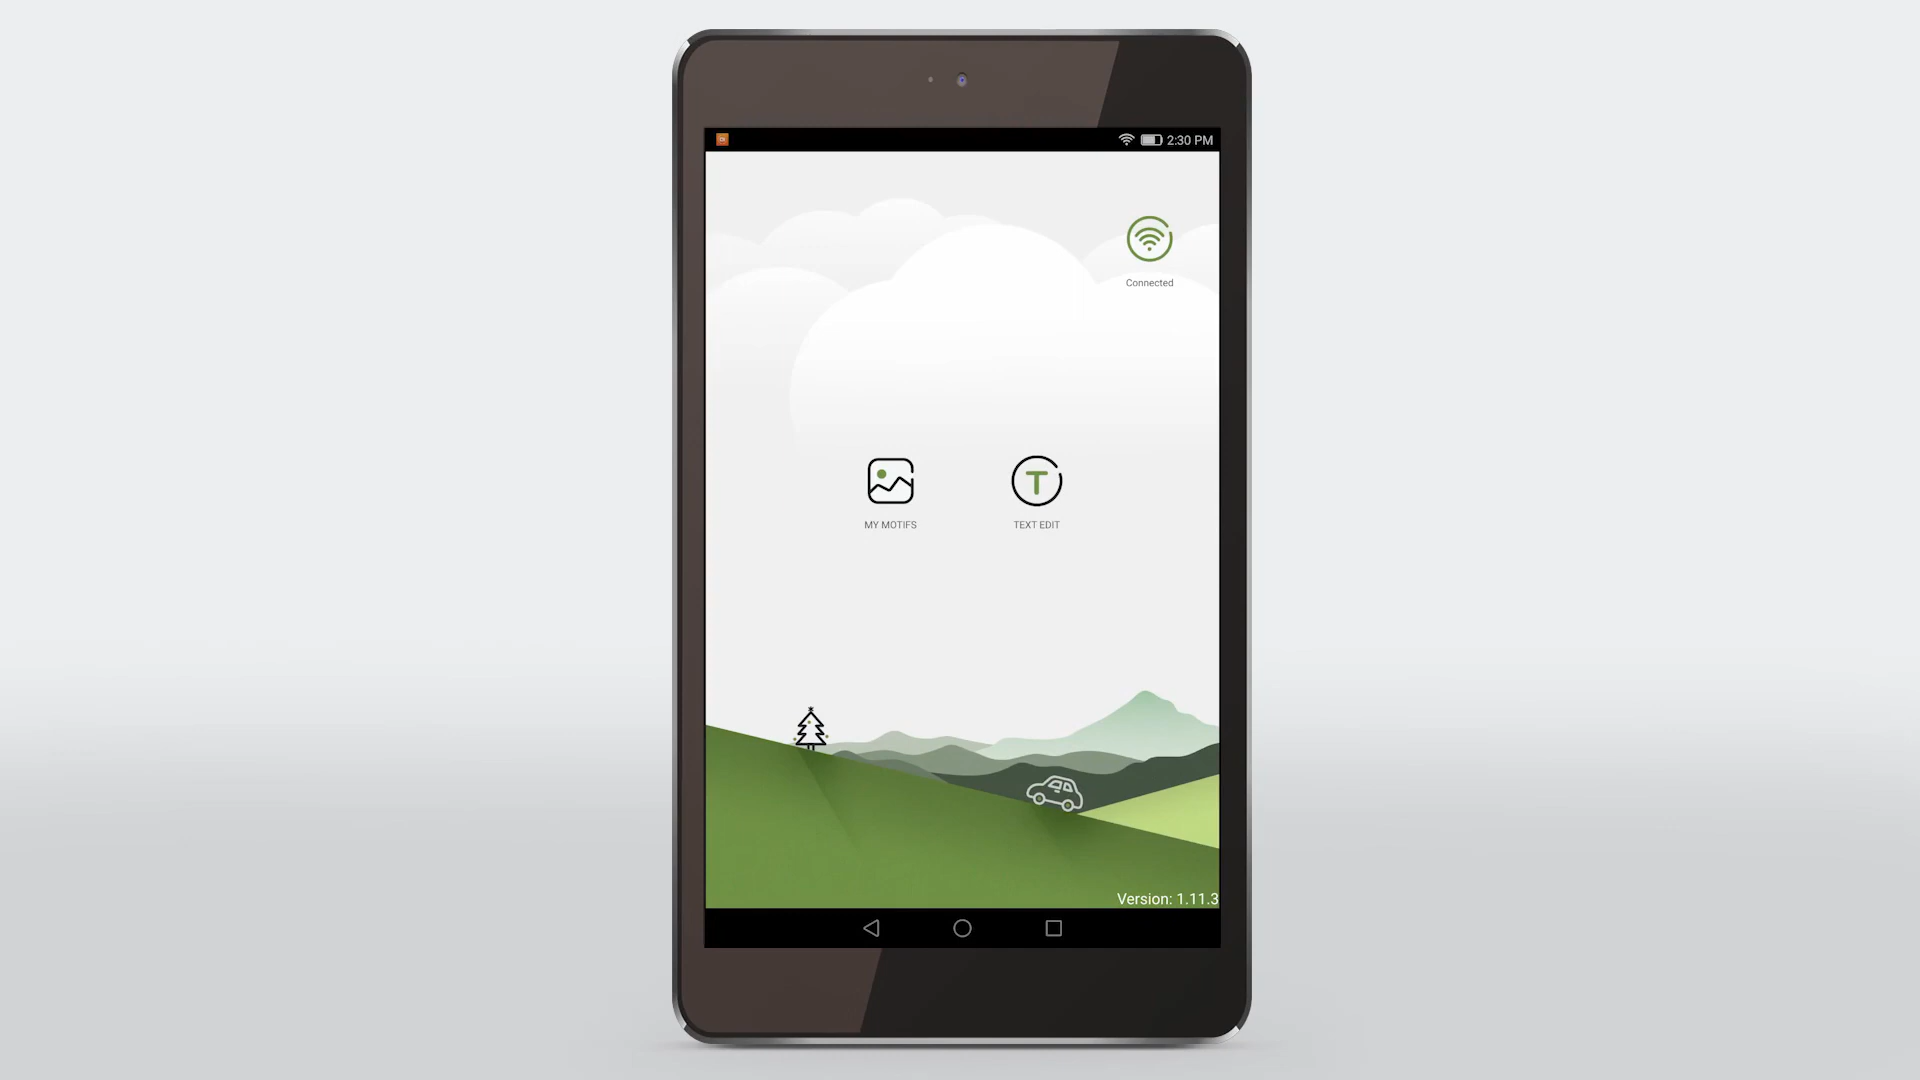 2:30 PM
Connected
MY MOTIFS
TEXT EDIT
Version: 1.11.3